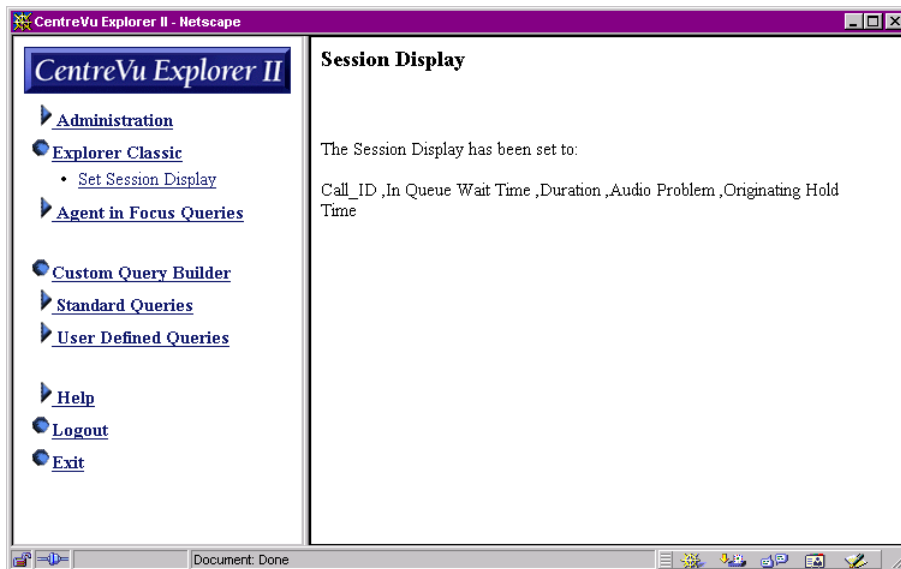 CentreVu Explorer II - Netscape
CentreVu Explorer II
Administration
Explorer Classic
• Set Session Display
Agent in Focus Queries
Custom Query Builder
Standard Queries
User Defined Queries
Help
Logout
Exit
Session Display
The Session Display has been set to:
Call_ID ,In Queue Wait Time ,Duration ,Audio Problem ,Originating Hold
Time
Document: Done